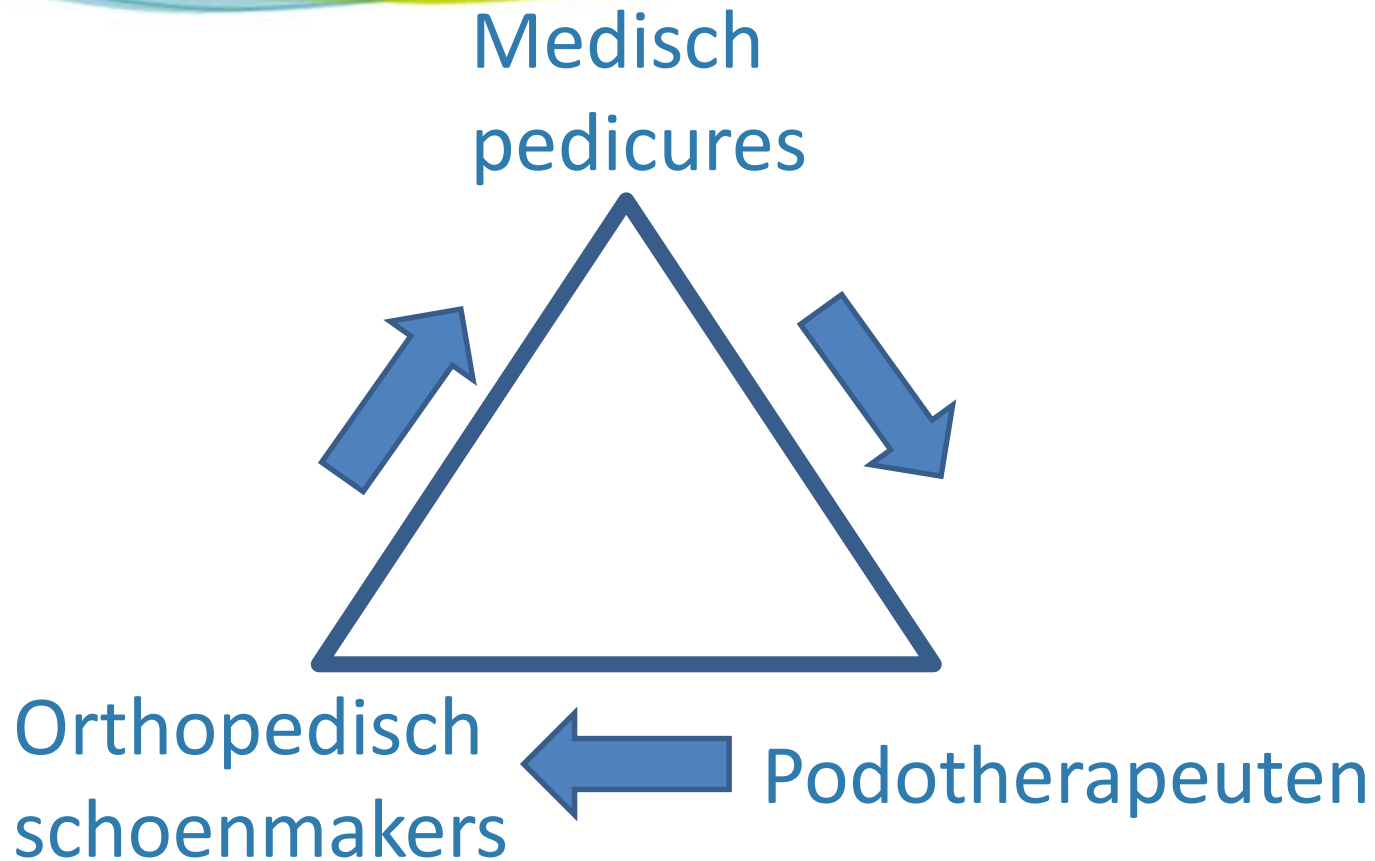 Medisch
pedicures
Orthopedisch
schoenmakers
Podotherapeuten